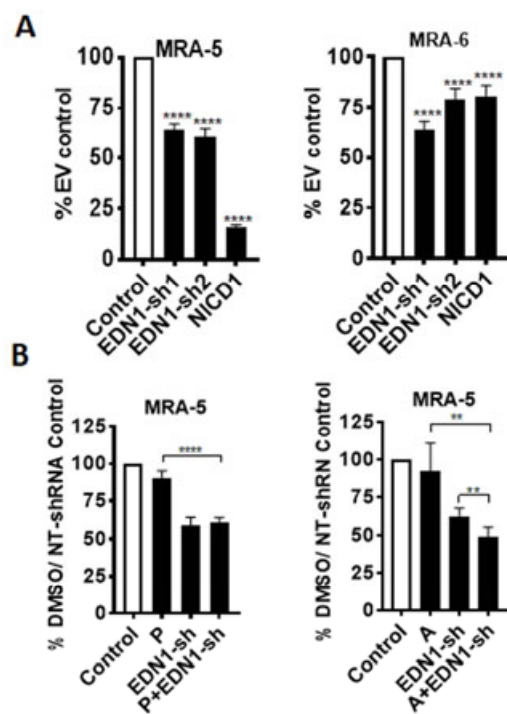 A
MRA-5
% EV control
100
75
50
25
0
****
****
****
Control
EDN1-sh1
EDN1-sh2
NICD1
MRA-6
% EV control
100
75
50
25
0
****
****
****
Control
EDN1-sh1
EDN1-sh2
NICD1
B
MRA-5
% DMSO/ NT-shRNA Control
125
100
75
50
25
0
****
Control
P
EDN1-sh
P+EDN1-sh
MRA-5
% DMSO/ NT-shRN Control
125
100
75
50
25
0
**
**
Control
A
EDN1-sh
A+EDN1-sh